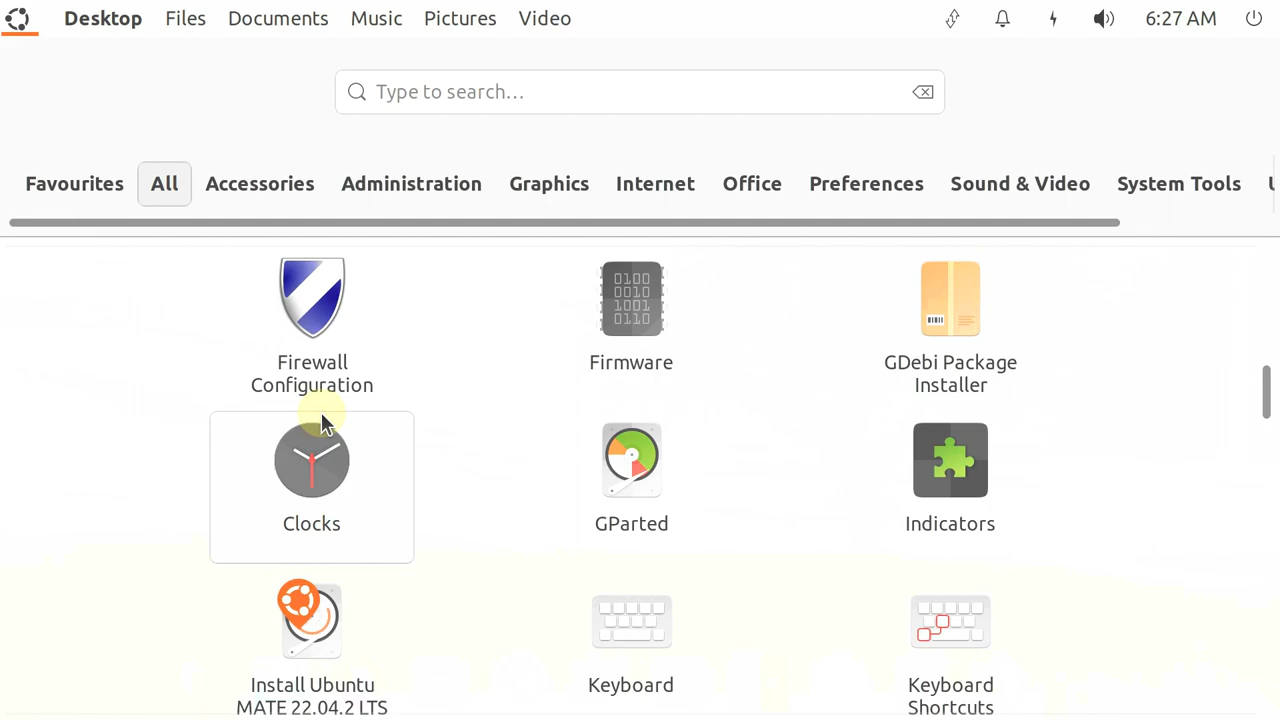 Desktop Files Documents Music Pictures Video 6:27 AM
Type to search...
Favourites All Accessories Administration Graphics Internet Office Preferences Sound & Video System Tools
Firewall
Configuration
Firmware
GDebi Package
Installer
Clocks
GParted
Indicators
Install Ubuntu
MATE 22.04.2 LTS
Keyboard
Keyboard
Shortcuts